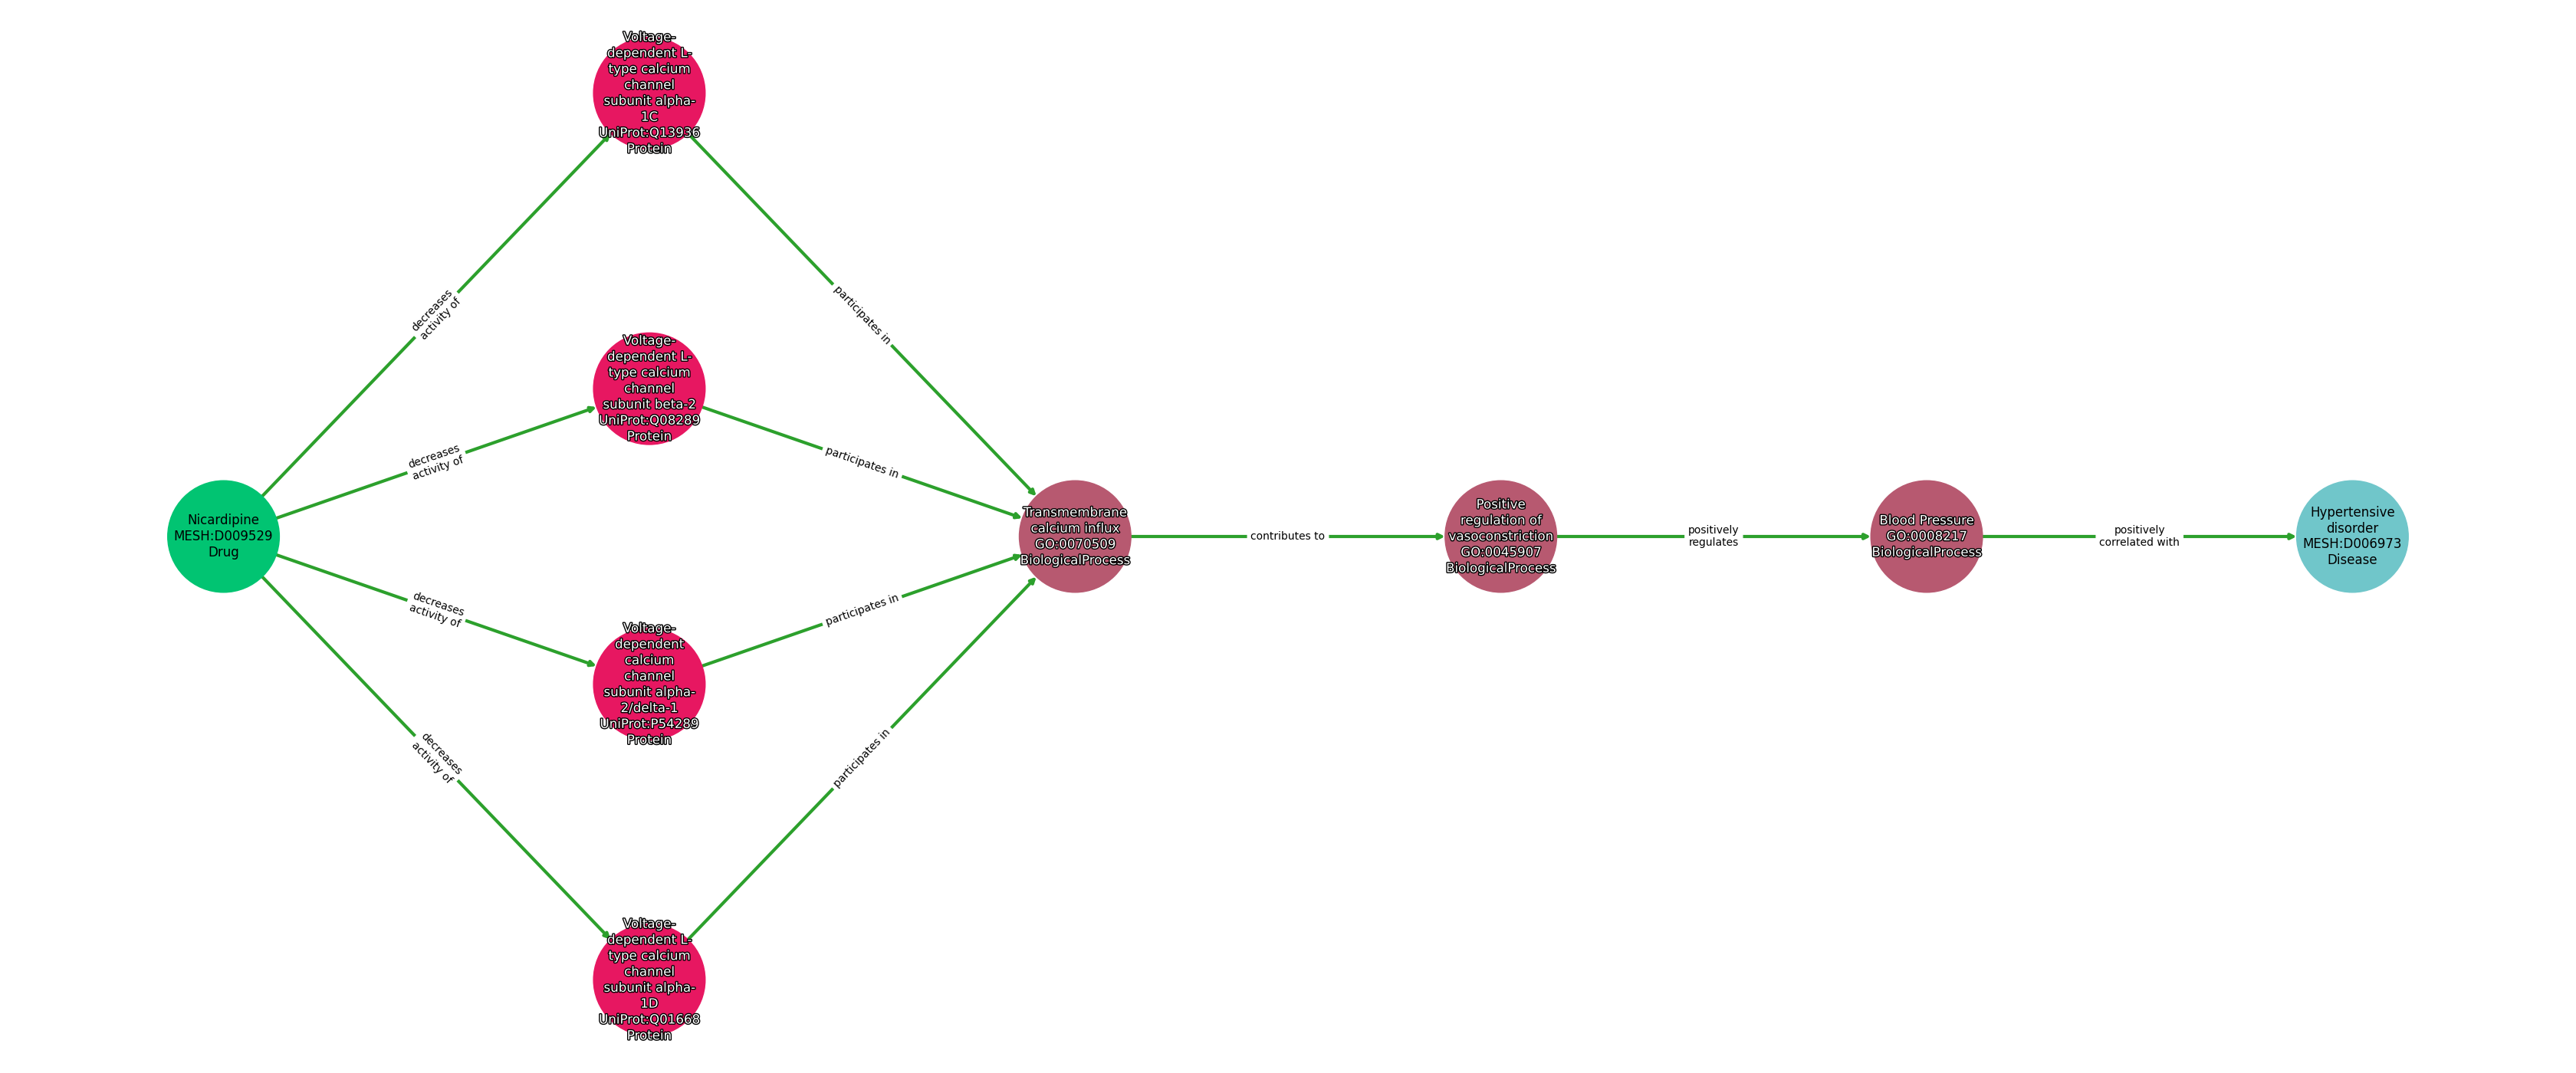 Voltage-
dependent L-
type calcium
channel
subunit alpha-
1C
UniProt:Q13936
Protein
decreases
activity of
participates in
Voltage-
dependent L-
type calcium
channel
subunit beta-2
UniProt:Q08289
Protein
decreases
activity of
participates in
Nicardipine
MESH:D009529
Drug
Transmembrane
calcium influx
GO:0070509
BiologicalProcess
contributes to
Positive
regulation of
vasoconstriction
GO:0045907
BiologicalProcess
positively
regulates
Blood Pressure
GO:0008217
BiologicalProcess
positively
correlated with
Hypertensive
disorder
MESH:D006973
Disease
decreases
activity of
participates in
Voltage-
dependent
calcium
channel
subunit alpha-
2/delta-1
UniProt:P54289
Protein
decreases
activity of
participates in
Voltage-
dependent L-
type calcium
channel
subunit alpha-
1D
UniProt:Q01668
Protein